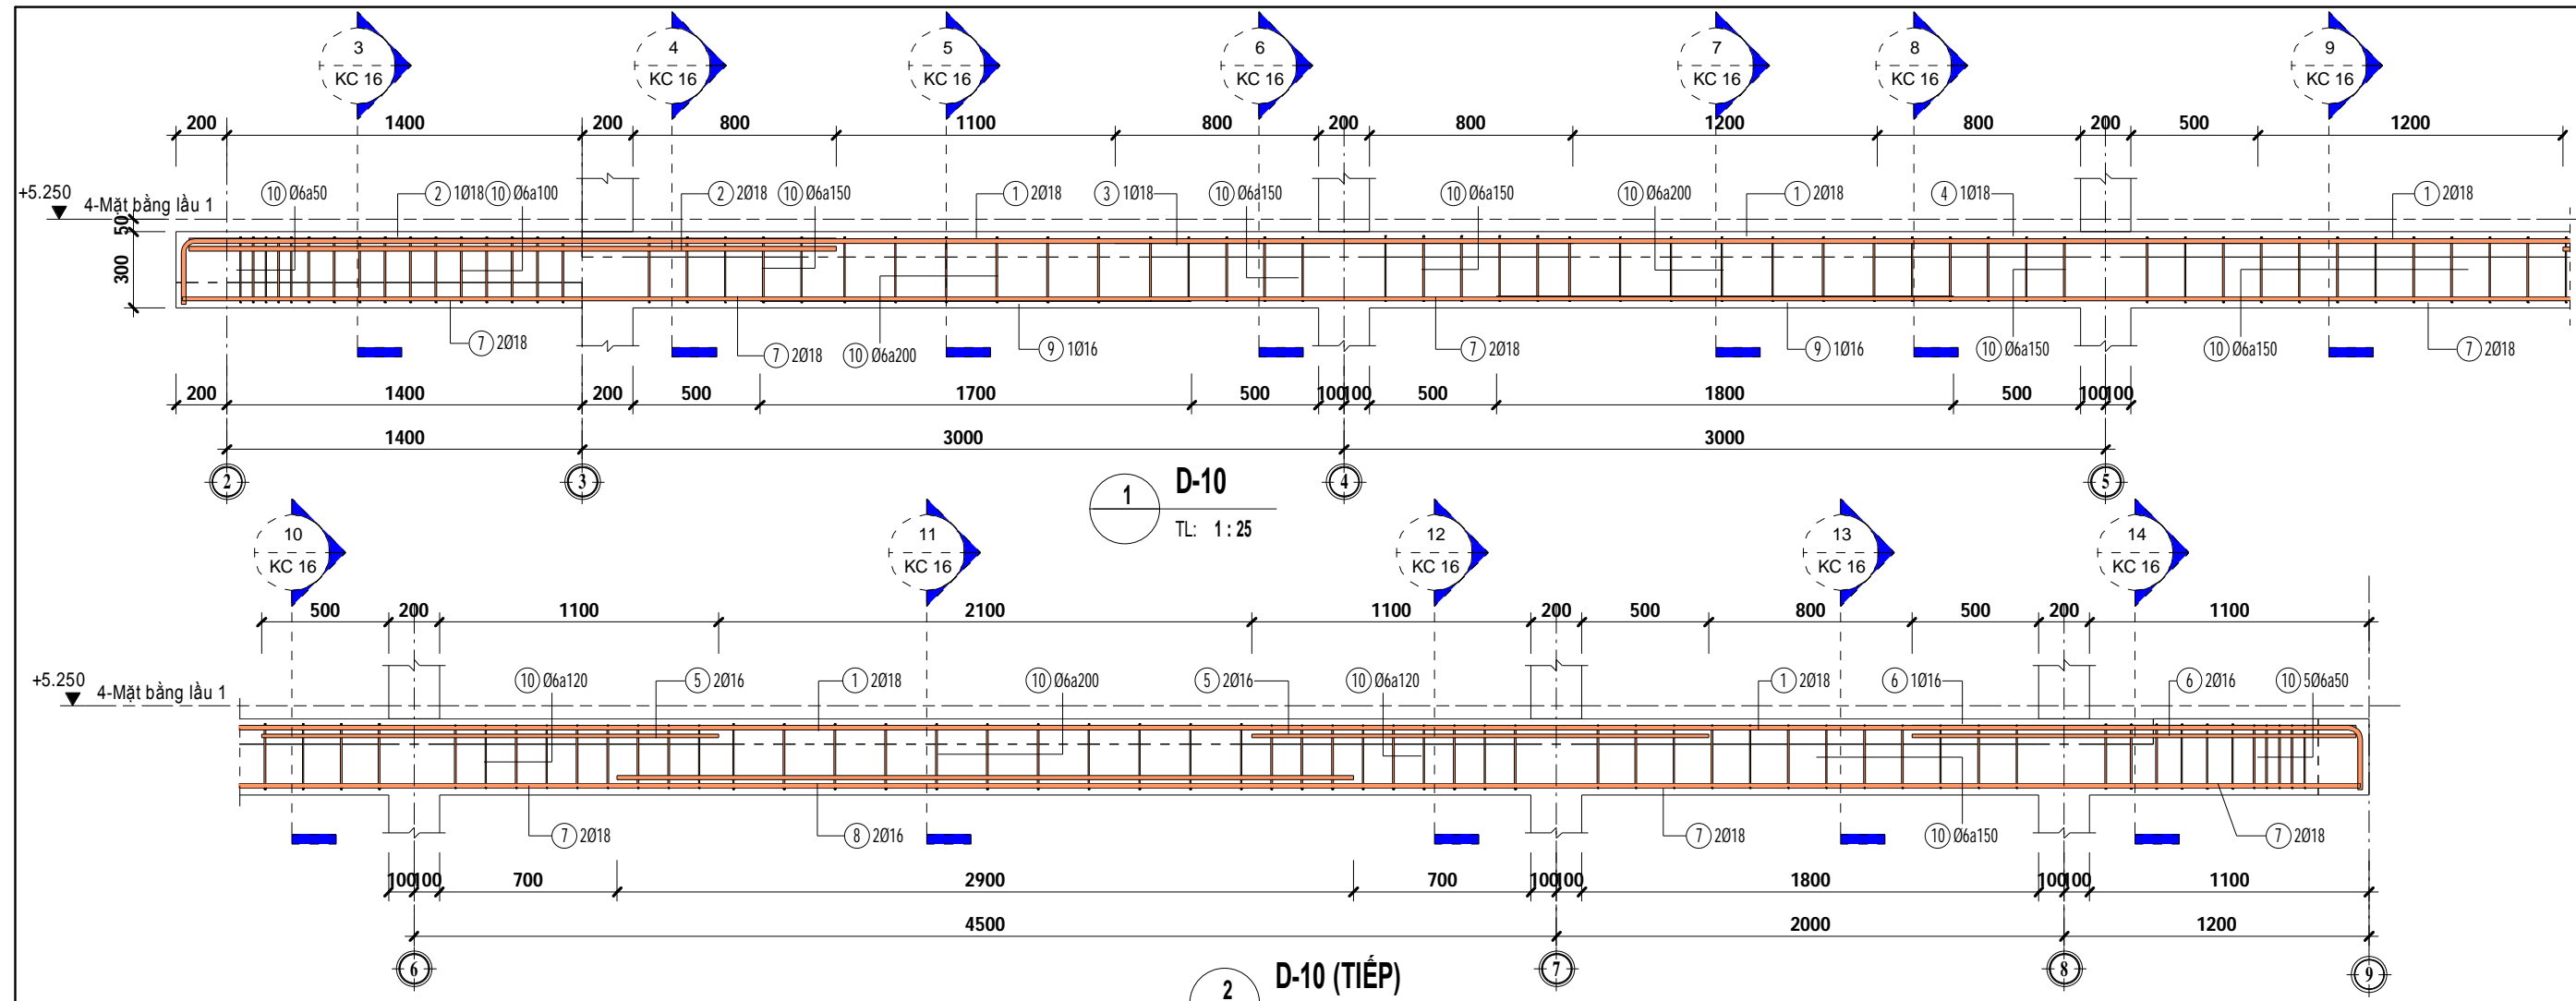 3 4 5 6 7 8 9
KC 16 KC 16 KC 16 KC 16 KC 16 KC 16 KC 16
200 1400 200 800 1100 800 200 800 1200 800 200 500 1200
+5.250 4-Mặt bằng lầu 1
10 Ø6a50 2 1Ø18 10 Ø6a100 2 2Ø18 10 Ø6a150 1 2Ø18 3 1Ø18 10 Ø6a150 10 Ø6a150 10 Ø6a200 1 2Ø18 4 1Ø18 1 2Ø18
50
300
7 2Ø18 7 2Ø18 10 Ø6a200 9 1Ø16 7 2Ø18 9 1Ø16 10 Ø6a150 10 Ø6a150 7 2Ø18
200 1400 200 500 1700 500 100 100 500 1800 500 100 100
1400 3000 3000
2 3 4 5
1 D-10
TL: 1 : 25
10 11 12 13 14
KC 16 KC 16 KC 16 KC 16 KC 16
500 200 1100 2100 1100 200 500 800 500 200 1100
+5.250 4-Mặt bằng lầu 1
10 Ø6a120 5 2Ø16 1 2Ø18 10 Ø6a200 5 2Ø16 10 Ø6a120 1 2Ø18 6 1Ø16 6 2Ø16 10 5Ø6a50
7 2Ø18 8 2Ø16 7 2Ø18 10 Ø6a150 7 2Ø18
100 100 700 2900 700 100 100 1800 100 100 1100
4500 2000 1200
6 7 8 9
2 D-10 (TIẾP)